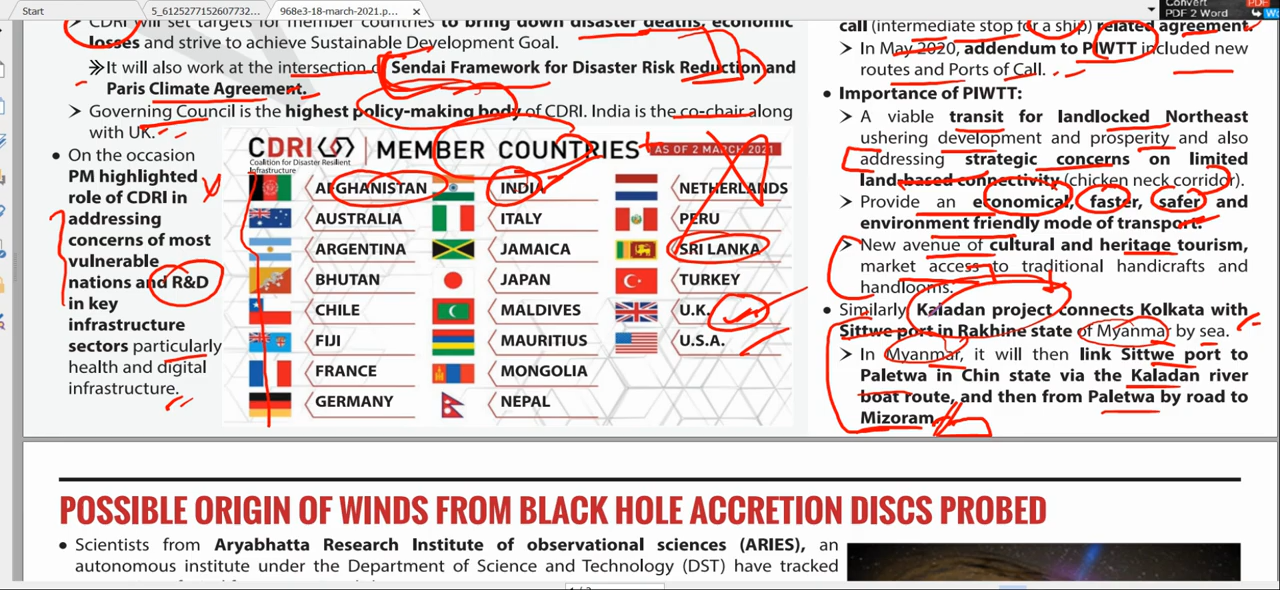 Start
5_6125277152607732...
968e3-18-march-2021.p...
Convert
PDF 2 Word
CDRI will set targets for member countries to bring down disaster deaths, economic
losses and strive to achieve Sustainable Development Goal.
It will also work at the intersection of Sendai Framework for Disaster Risk Reduction and
Paris Climate Agreement.
Governing Council is the highest policy-making body of CDRI. India is the co-chair along
with UK.
On the occasion
PM highlighted
role of CDRI in
addressing
concerns of most
vulnerable
nations and R&D
in key
infrastructure
sectors particularly
health and digital
infrastructure.
CDRI MEMBER COUNTRIES AS OF 2 MARCH 2021
Coalition for Disaster Resilient
Infrastructure
AFGHANISTAN INDIA NETHERLANDS
AUSTRALIA ITALY PERU
ARGENTINA JAMAICA SRI LANKA
BHUTAN JAPAN TURKEY
CHILE MALDIVES U.K.
FIJI MAURITIUS U.S.A.
FRANCE MONGOLIA
GERMANY NEPAL
call (intermediate stop for a ship) related agreement.
In May 2020, addendum to PIWTT included new
routes and Ports of Call.
Importance of PIWTT:
A viable transit for landlocked Northeast
ushering development and prosperity and also
addressing strategic concerns on limited
land-based connectivity (chicken neck corridor).
Provide an economical, faster, safer and
environment friendly mode of transport.
New avenue of cultural and heritage tourism,
market access to traditional handicrafts and
handlooms.
Similarly Kaladan project connects Kolkata with
Sittwe port in Rakhine state of Myanmar by sea.
In Myanmar, it will then link Sittwe port to
Paletwa in Chin state via the Kaladan river
boat route, and then from Paletwa by road to
Mizoram
POSSIBLE ORIGIN OF WINDS FROM BLACK HOLE ACCRETION DISCS PROBED
Scientists from Aryabhatta Research Institute of observational sciences (ARIES), an
autonomous institute under the Department of Science and Technology (DST) have tracked